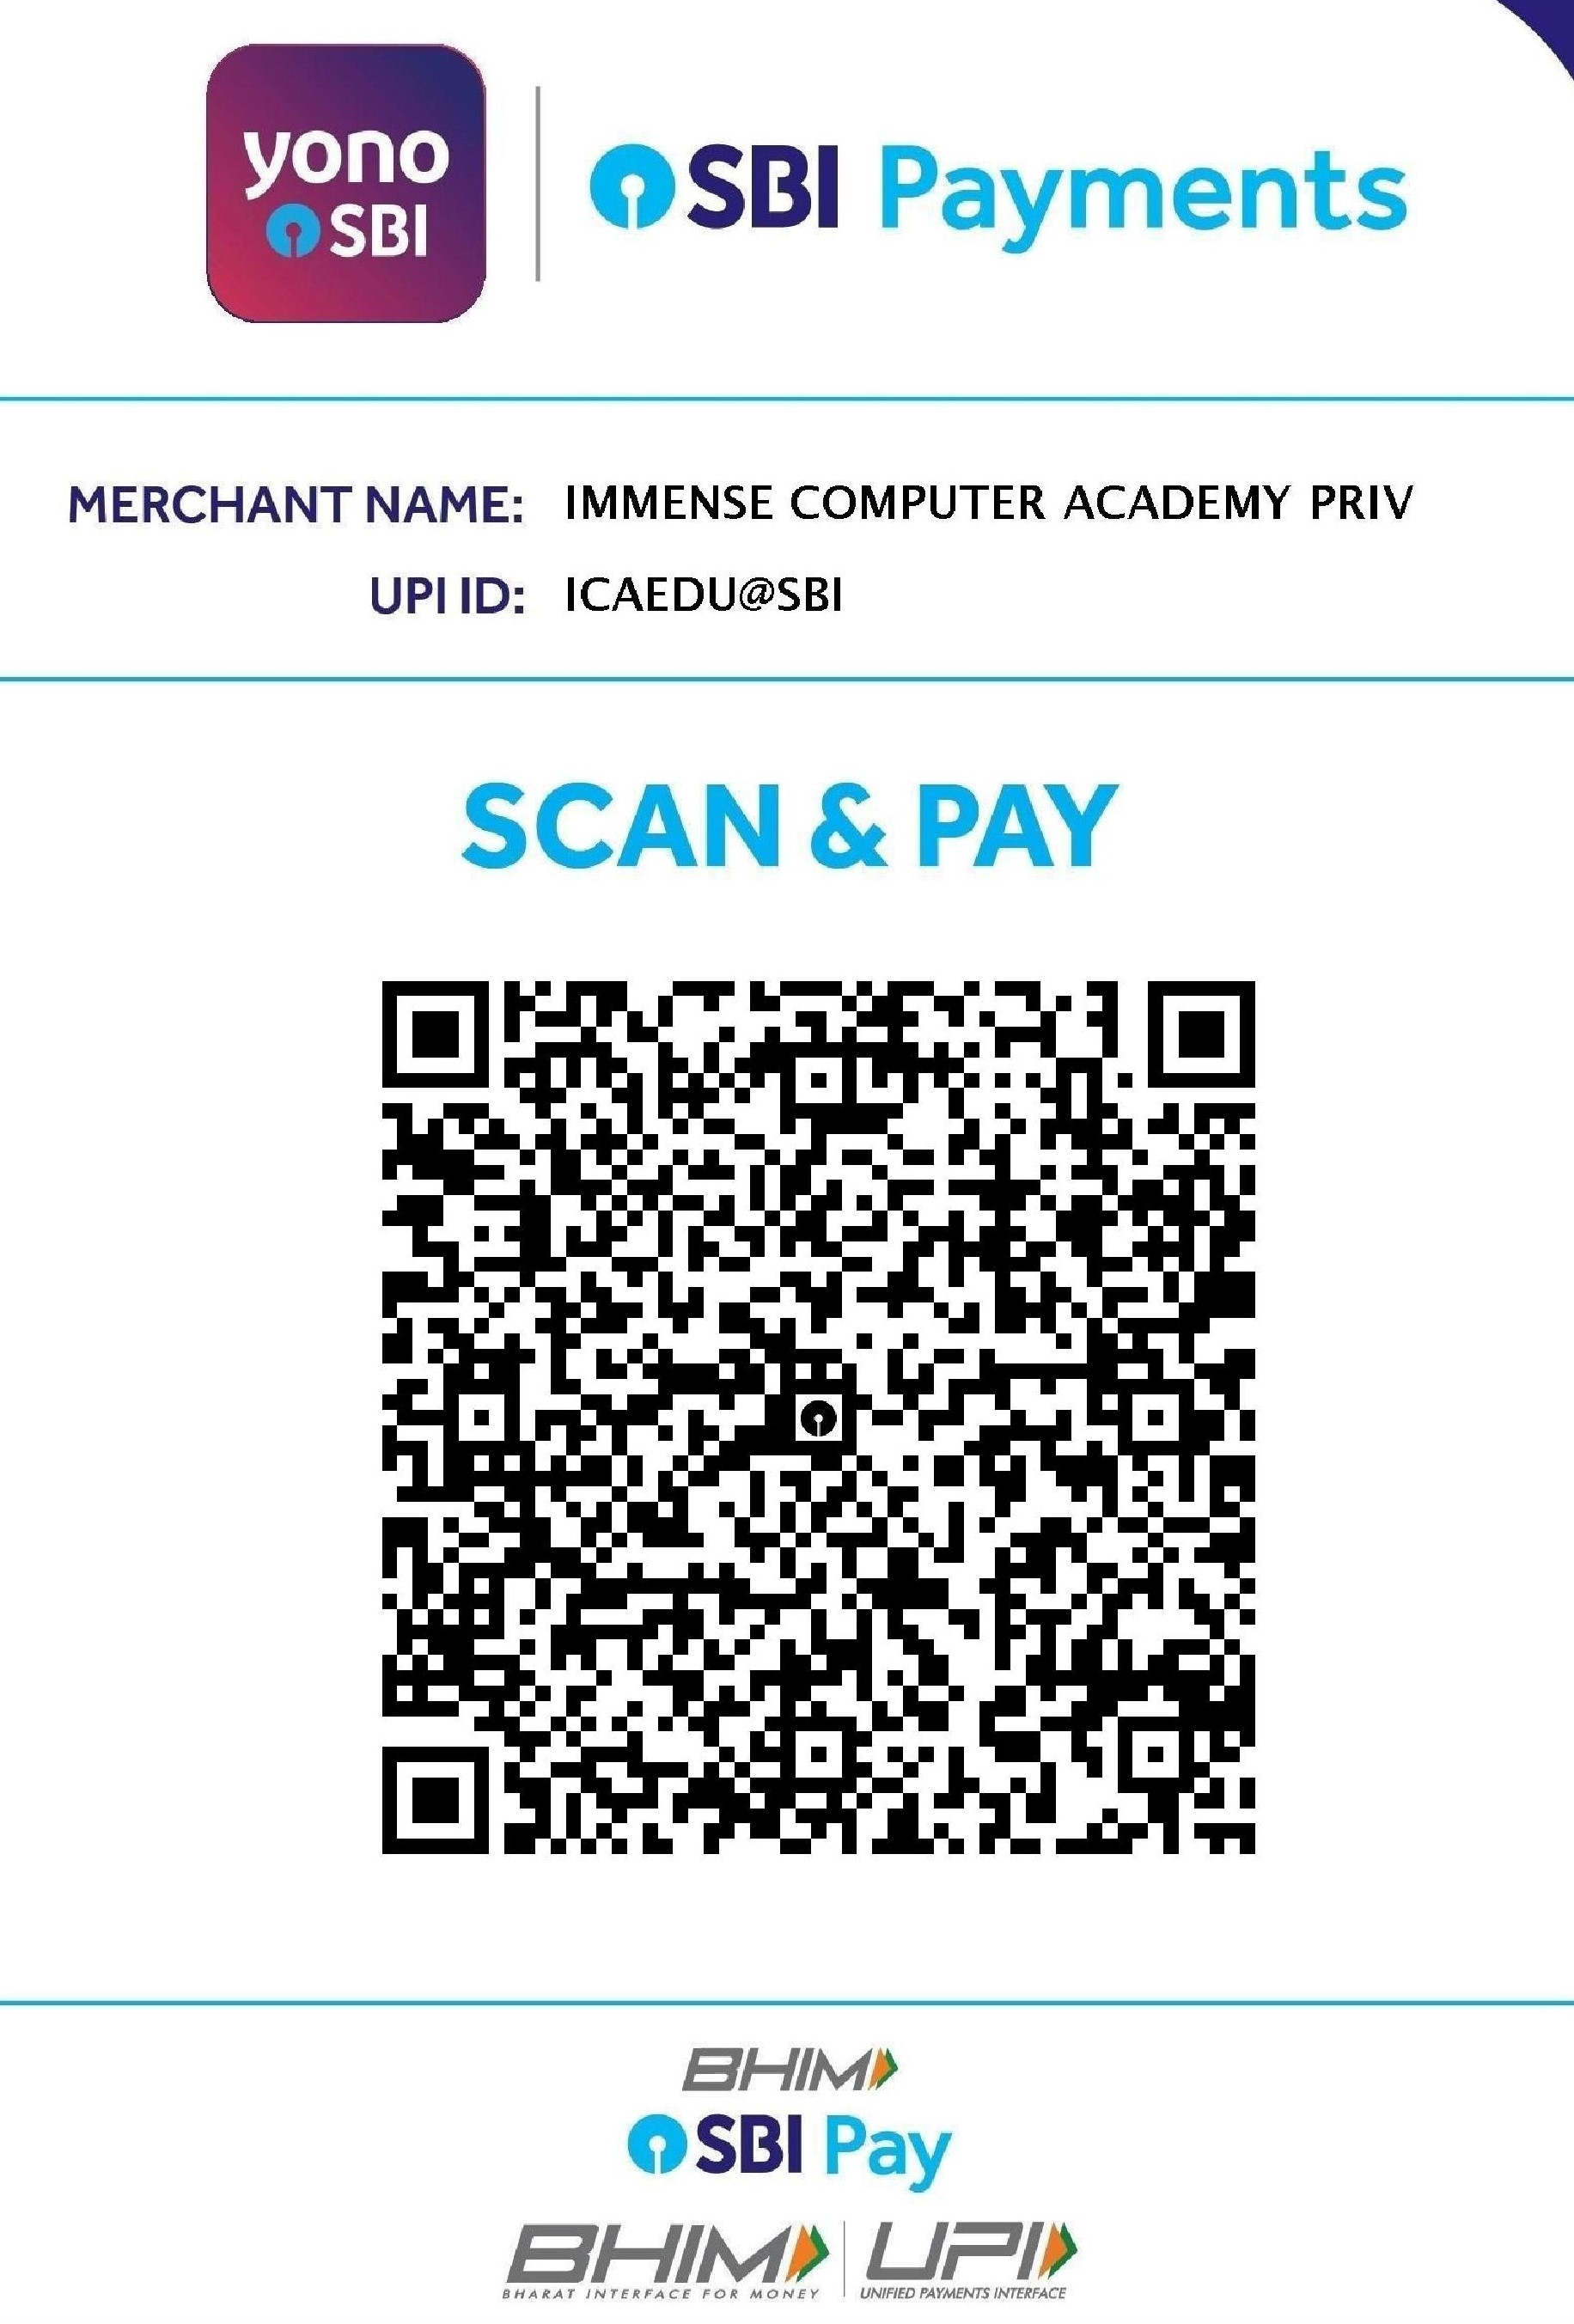 yono
SBI
SBI Payments
MERCHANT NAME: IMMENSE COMPUTER ACADEMY PRIV
UPI ID: ICAEDU@SBI
SCAN & PAY
BHIM
SBI Pay
BHIM UPI
BHARAT INTERFACE FOR MONEY UNIFIED PAYMENTS INTERFACE